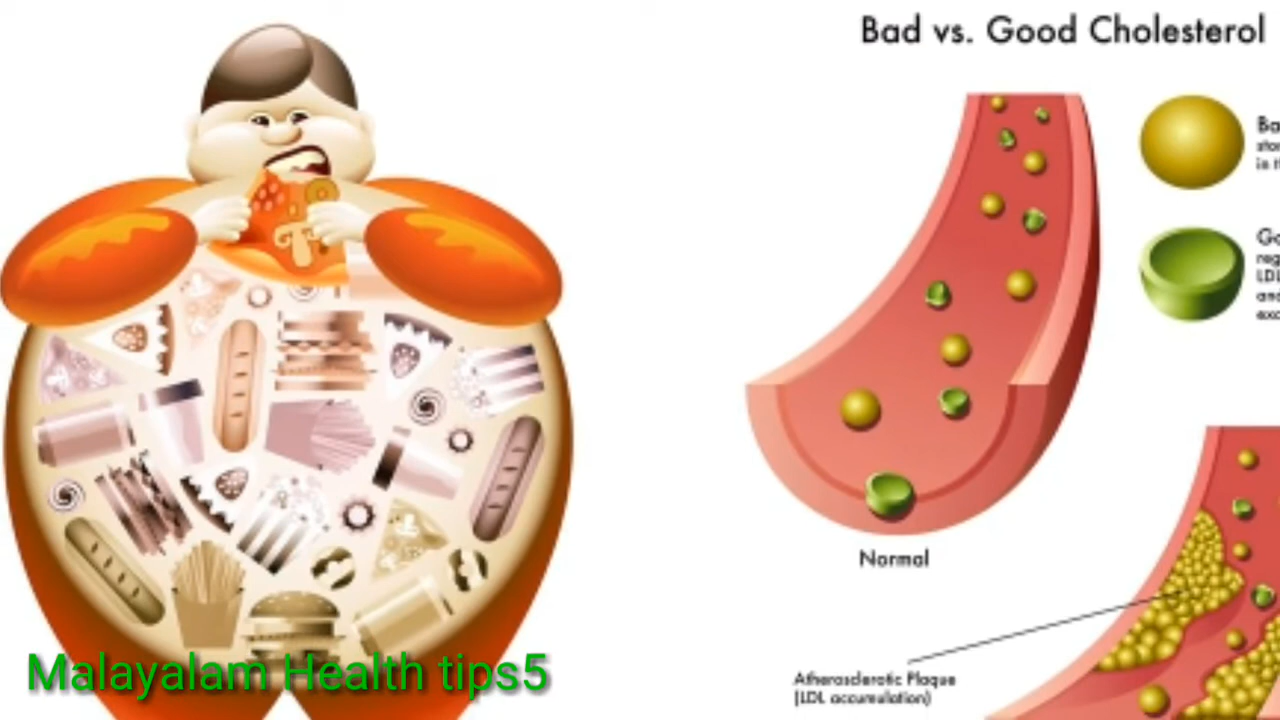 Bad vs. Good Cholesterol
Normal
Atherosclerotic Plaque
(LDL accumulation)
Malayalam Health tips5